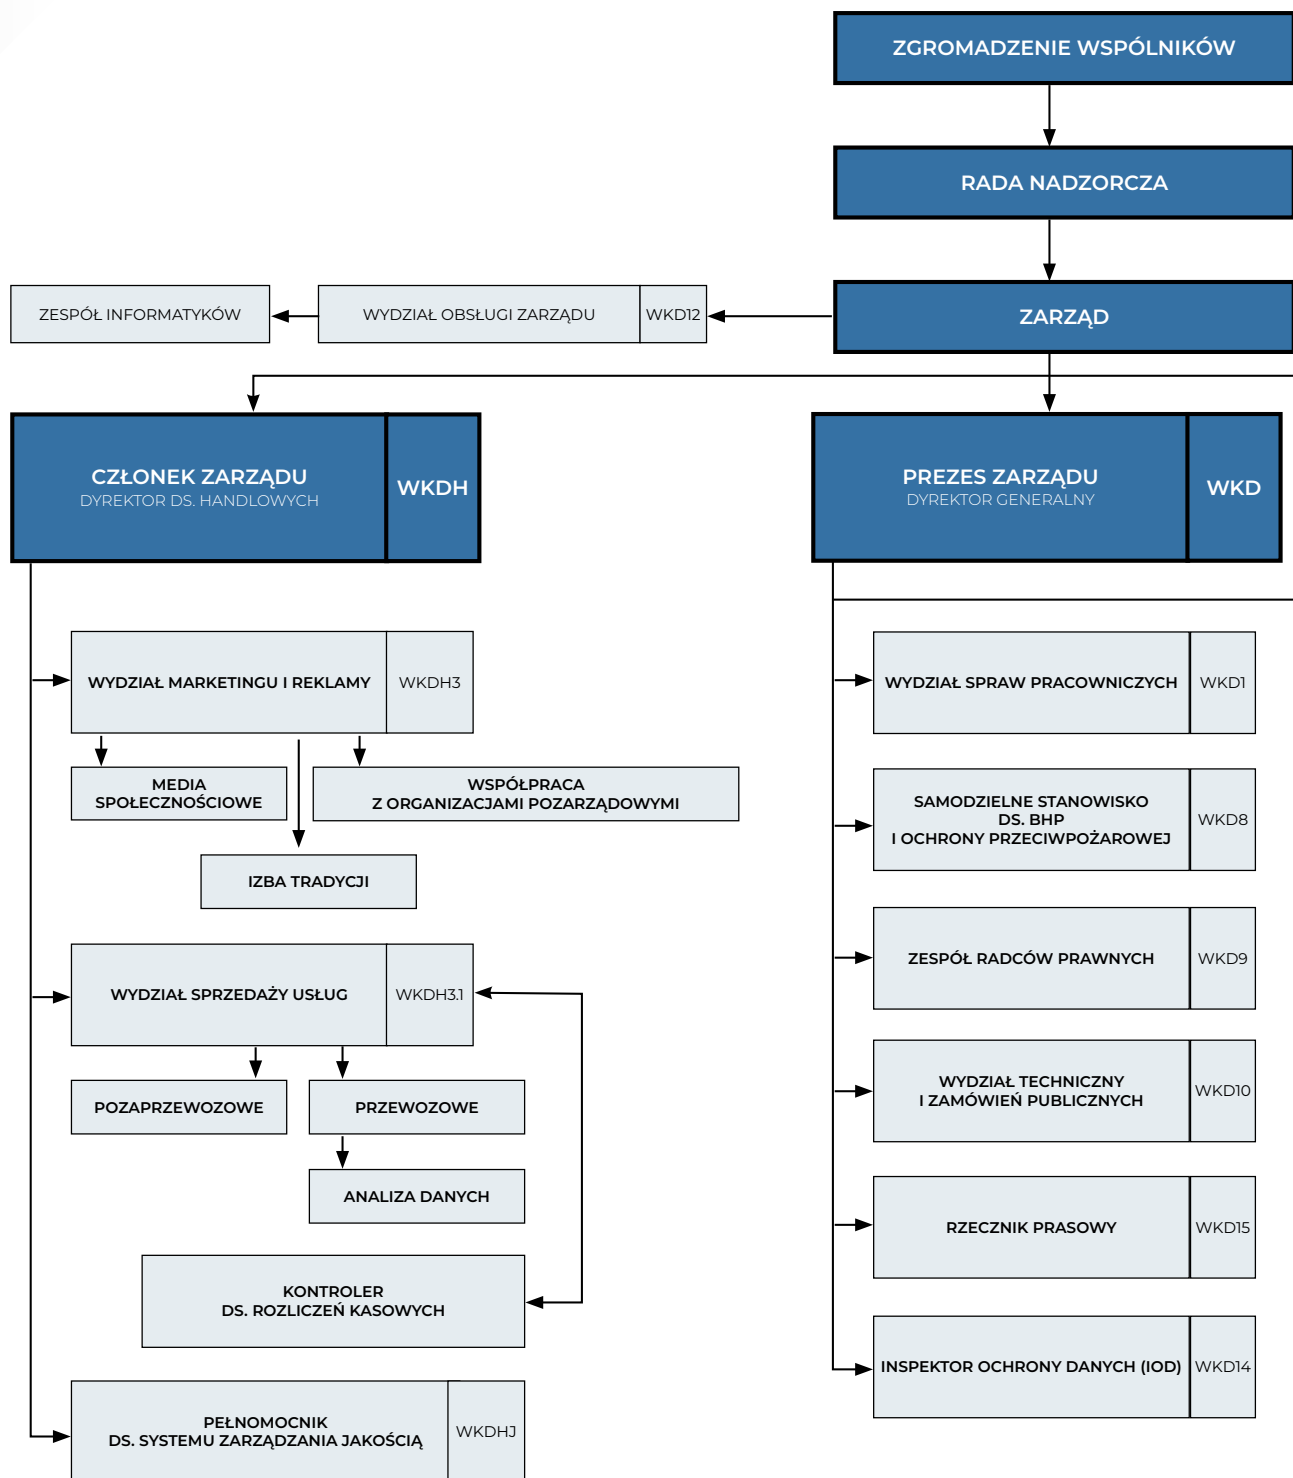 ZGROMADZENIE WSPÓLNIKÓW
RADA NADZORCZA
ZESPÓŁ INFORMATYKÓW
WYDZIAŁ OBSŁUGI ZARZĄDU
WKD12
ZARZĄD
CZŁONEK ZARZĄDU
DYREKTOR DS. HANDLOWYCH
WKDH
PREZES ZARZĄDU
DYREKTOR GENERALNY
WKD
WYDZIAŁ MARKETINGU I REKLAMY
WKDH3
MEDIA
SPOŁECZNOŚCIOWE
WSPÓŁPRACA
Z ORGANIZACJAMI POZARZĄDOWYMI
IZBA TRADYCJI
WYDZIAŁ SPRZEDAŻY USŁUG
WKDH3.1
POZAPRZEWOZOWE
PRZEWOZOWE
ANALIZA DANYCH
KONTROLER
DS. ROZLICZEŃ KASOWYCH
PEŁNOMOCNIK
DS. SYSTEMU ZARZĄDZANIA JAKOŚCIĄ
WKDHJ
WYDZIAŁ SPRAW PRACOWNICZYCH
WKD1
SAMODZIELNE STANOWISKO
DS. BHP
I OCHRONY PRZECIWPOŻAROWEJ
WKD8
ZESPÓŁ RADCÓW PRAWNYCH
WKD9
WYDZIAŁ TECHNICZNY
I ZAMÓWIEŃ PUBLICZNYCH
WKD10
RZECZNIK PRASOWY
WKD15
INSPEKTOR OCHRONY DANYCH (IOD)
WKD14